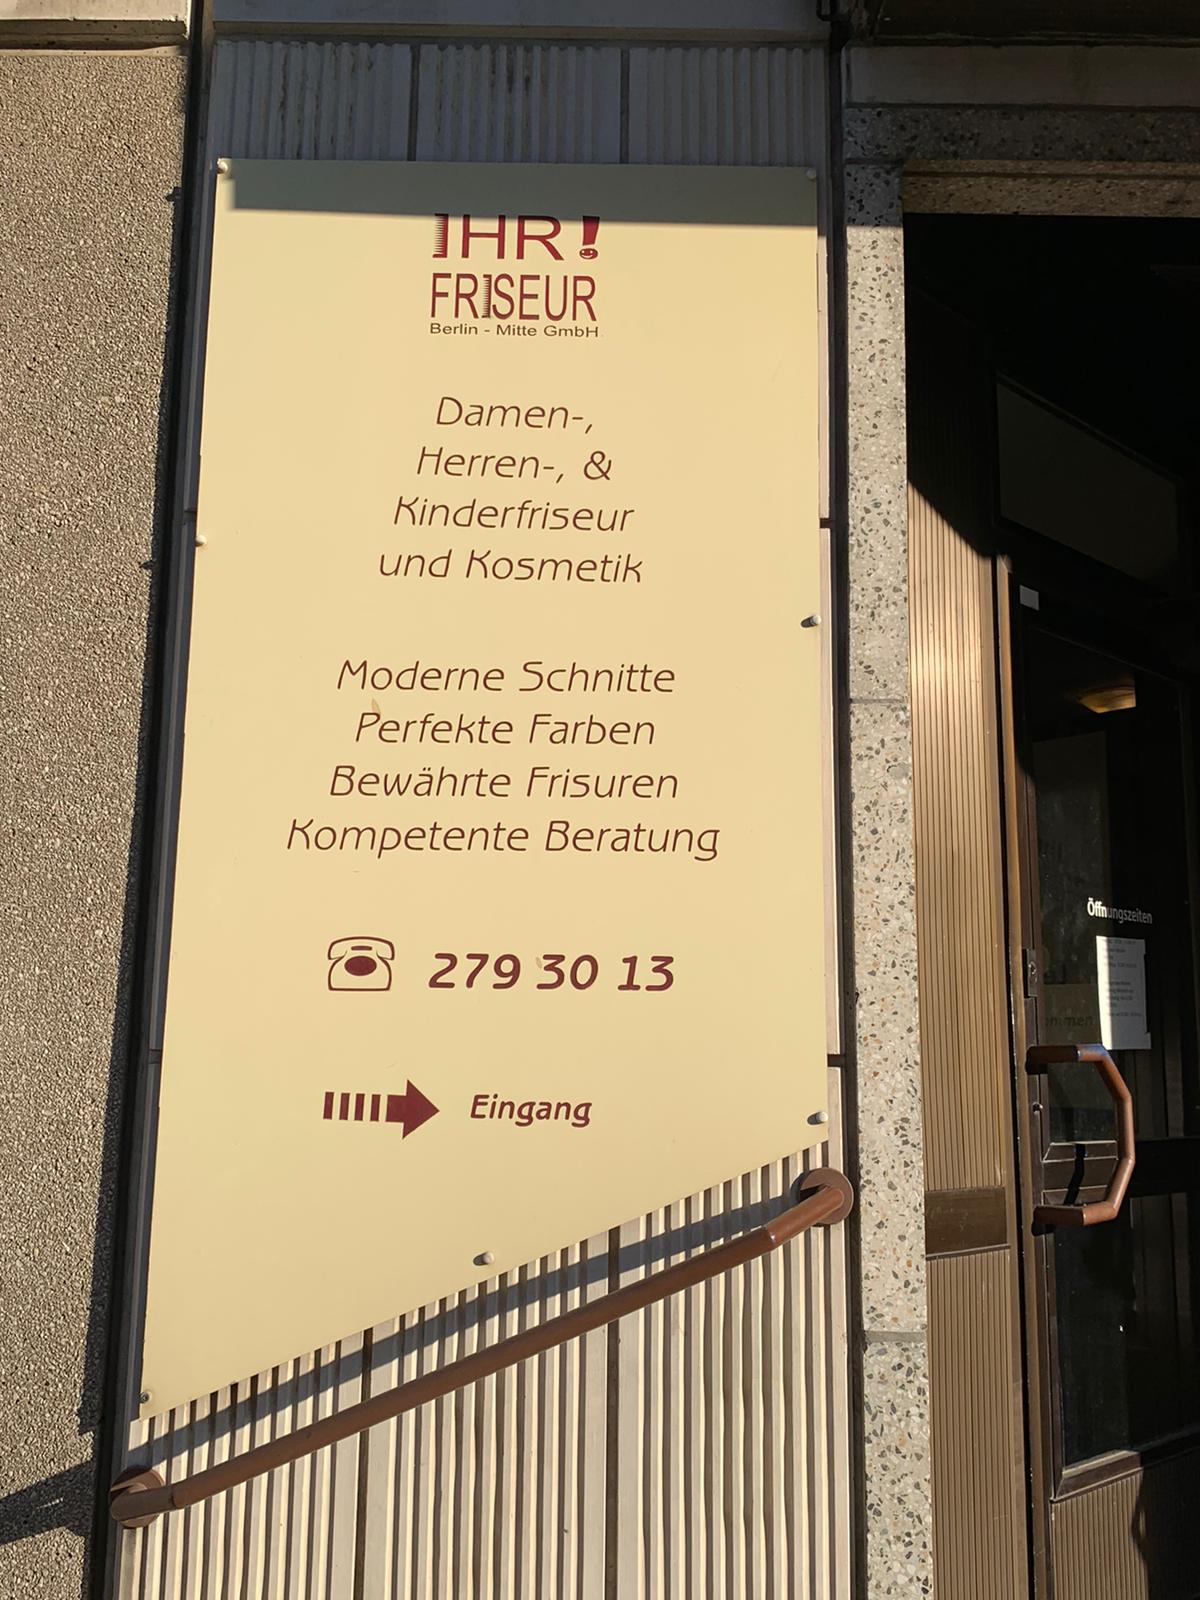 IHR!
FRISEUR
Berlin - Mitte GmbH
Damen-,
Herren-, &
Kinderfriseur
und Kosmetik
Moderne Schnitte
Perfekte Farben
Bewährte Frisuren
Kompetente Beratung
279 30 13
Eingang
Öffnungszeiten